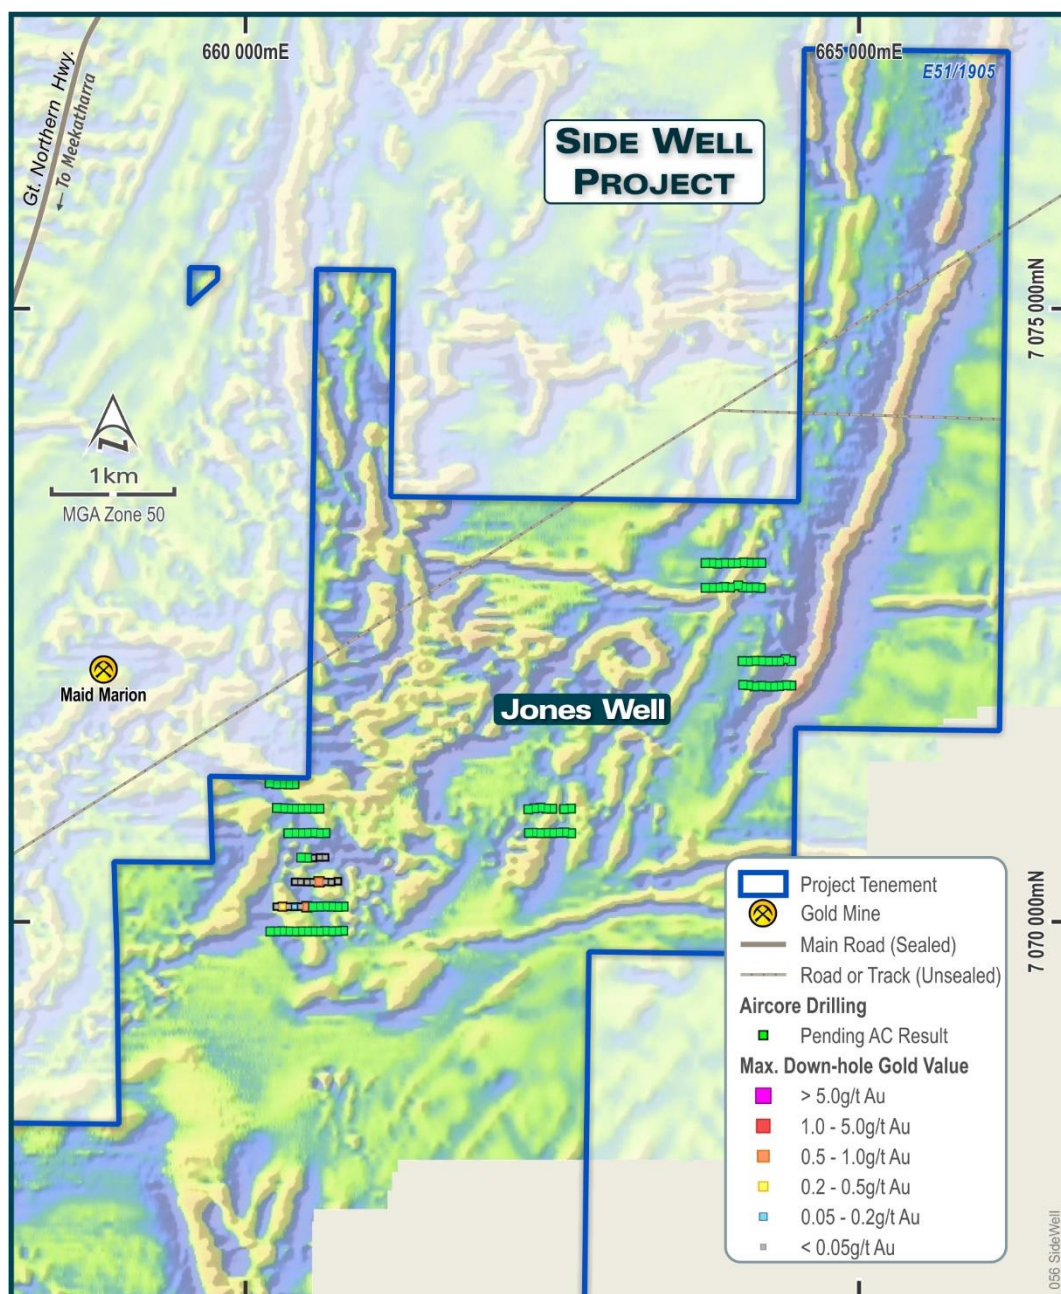 660 000mE
665 000mE
E51/1905
Gt. Northern Hwy.
← To Meekatharra
SIDE WELL
PROJECT
7 075 000mN
N
1km
MGA Zone 50
Maid Marion
JONES WELL
7 070 000mN
Project Tenement
Gold Mine
Main Road (Sealed)
Road or Track (Unsealed)
Aircore Drilling
Pending AC Result
Max. Down-hole Gold Value
> 5.0g/t Au
1.0 - 5.0g/t Au
0.5 - 1.0g/t Au
0.2 - 0.5g/t Au
0.05 - 0.2g/t Au
< 0.05g/t Au
056 SideWell